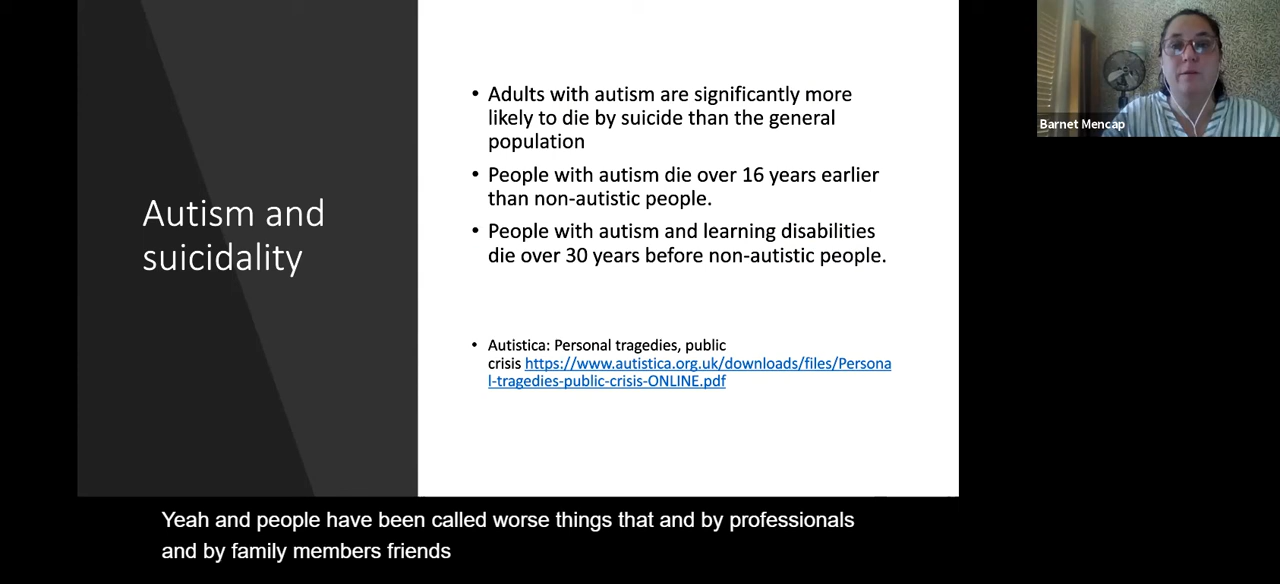 Autism and
suicidality
• Adults with autism are significantly more
likely to die by suicide than the general
population
• People with autism die over 16 years earlier
than non-autistic people.
• People with autism and learning disabilities
die over 30 years before non-autistic people.
• Autistica: Personal tragedies, public
crisis https://www.autistica.org.uk/downloads/files/Persona
l-tragedies-public-crisis-ONLINE.pdf
Barnet Mencap
Yeah and people have been called worse things that and by professionals
and by family members friends